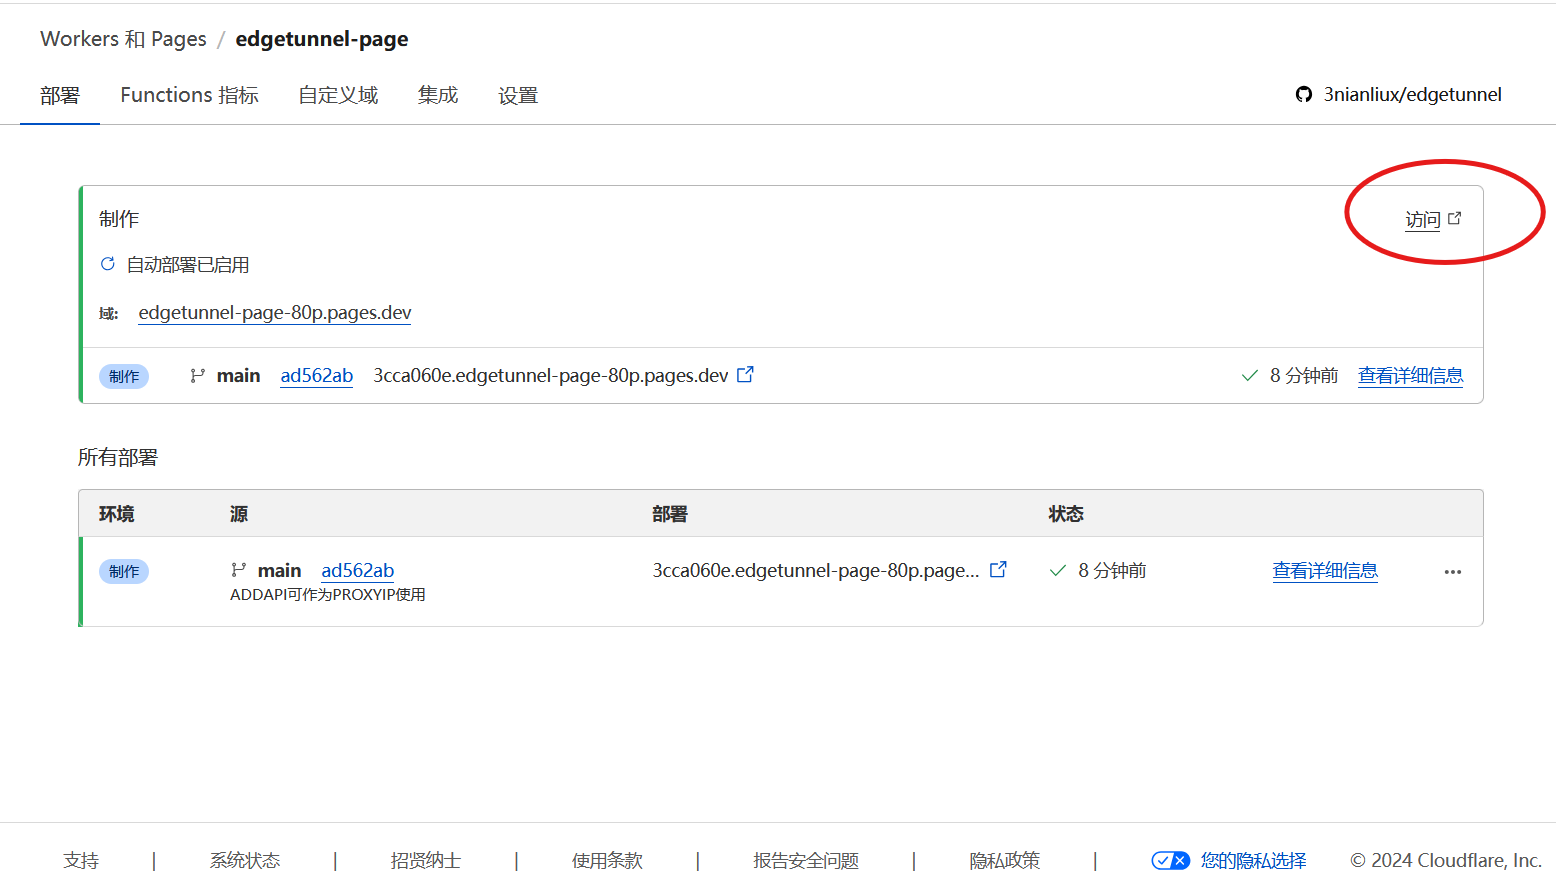 Workers 和 Pages / edgetunnel-page
部署 Functions 指标 自定义域 集成 设置 3nianliux/edgetunnel
制作 访问
自动部署已启用
域: edgetunnel-page-80p.pages.dev
制作 main ad562ab 3cca060e.edgetunnel-page-80p.pages.dev 8 分钟前 查看详细信息
所有部署
环境 源 部署 状态
制作 main ad562ab 3cca060e.edgetunnel-page-80p.page... 8 分钟前 查看详细信息 ...
ADDAPI可作为PROXYIP使用
支持 | 系统状态 | 招贤纳士 | 使用条款 | 报告安全问题 | 隐私政策 | 您的隐私选择 © 2024 Cloudflare, Inc.